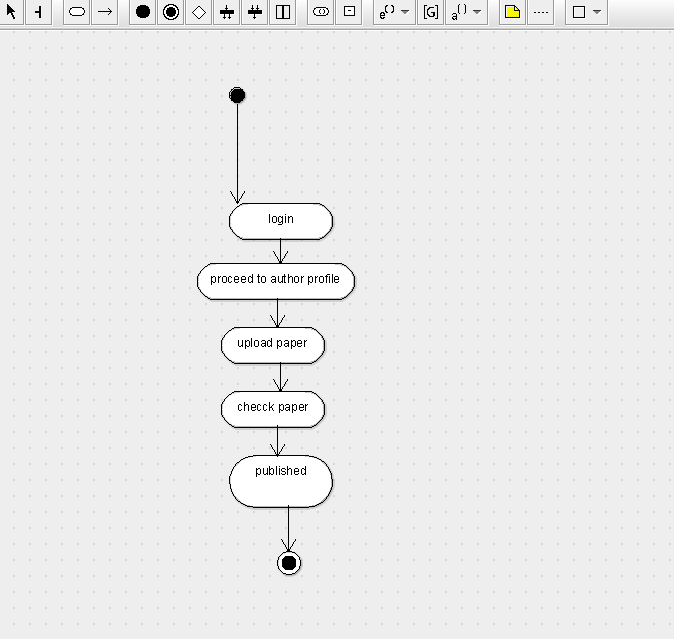 e()
[G]
a()
login
proceed to author profile
upload paper
checck paper
published